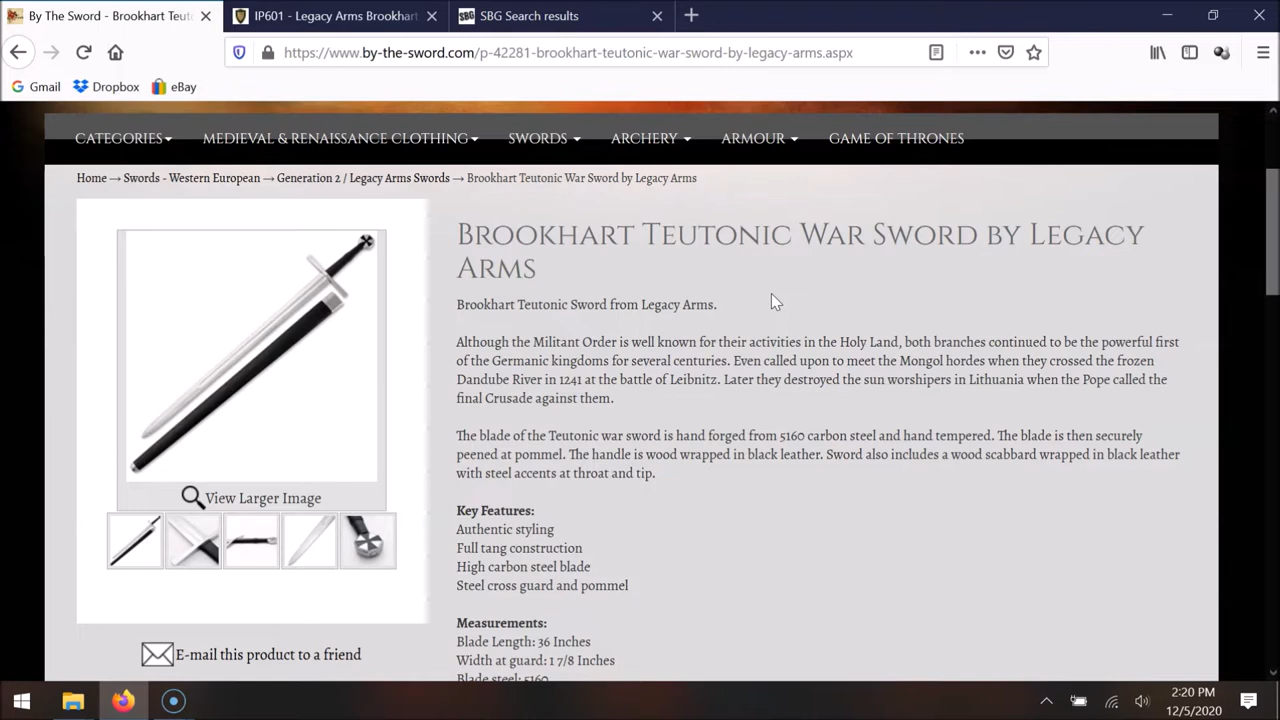 By The Sword - Brookhart Teuto
IP601 - Legacy Arms Brookhart
SBG Search results
https://www.by-the-sword.com/p-42281-brookhart-teutonic-war-sword-by-legacy-arms.aspx
Gmail
Dropbox
eBay
CATEGORIES
MEDIEVAL & RENAISSANCE CLOTHING
SWORDS
ARCHERY
ARMOUR
GAME OF THRONES
Home → Swords - Western European → Generation 2 / Legacy Arms Swords → Brookhart Teutonic War Sword by Legacy Arms
BROOKHART TEUTONIC WAR SWORD BY LEGACY
ARMS
Brookhart Teutonic Sword from Legacy Arms.
Although the Militant Order is well known for their activities in the Holy Land, both branches continued to be the powerful first
of the Germanic kingdoms for several centuries. Even called upon to meet the Mongol hordes when they crossed the frozen
Dandube River in 1241 at the battle of Leibnitz. Later they destroyed the sun worshipers in Lithuania when the Pope called the
final Crusade against them.
The blade of the Teutonic war sword is hand forged from 5160 carbon steel and hand tempered. The blade is then securely
peened at pommel. The handle is wood wrapped in black leather. Sword also includes a wood scabbard wrapped in black leather
with steel accents at throat and tip.
Key Features:
Authentic styling
Full tang construction
High carbon steel blade
Steel cross guard and pommel
Measurements:
Blade Length: 36 Inches
Width at guard: 1 7/8 Inches
Blade steel: 5160
View Larger Image
E-mail this product to a friend
2:20 PM
12/5/2020